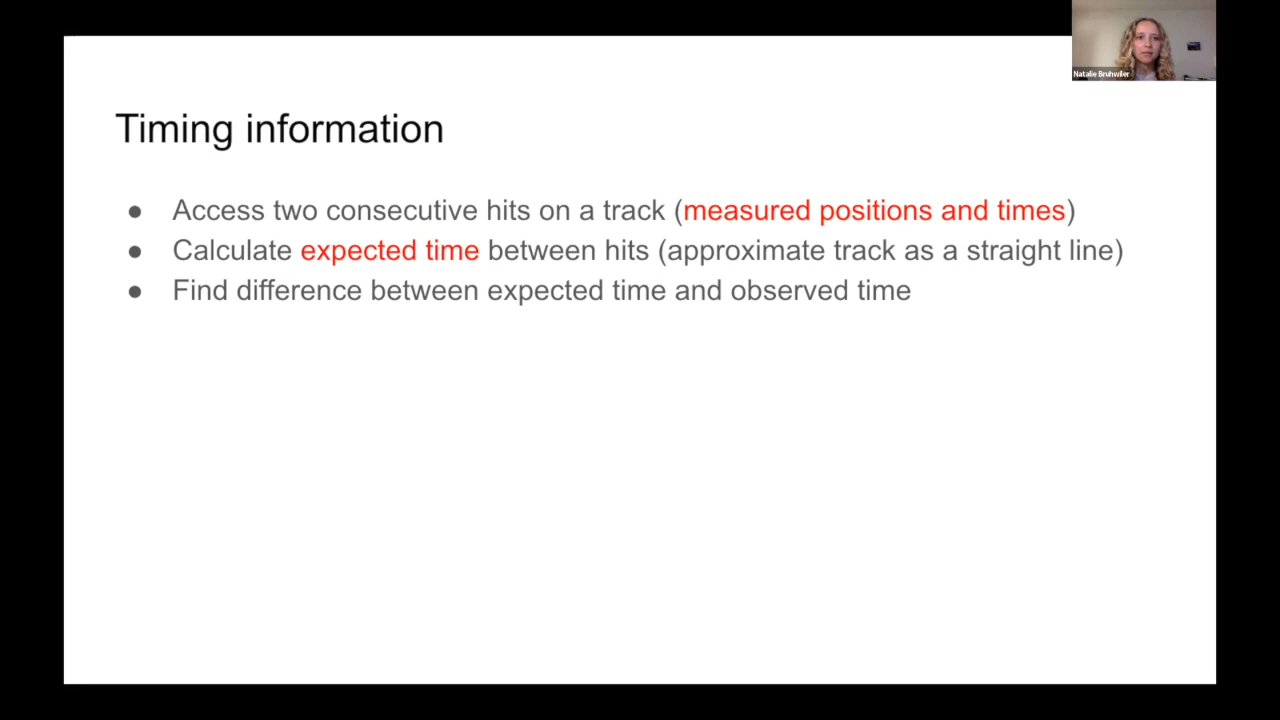 Natalie Bruhwiler
Timing information
● Access two consecutive hits on a track (measured positions and times)
● Calculate expected time between hits (approximate track as a straight line)
● Find difference between expected time and observed time